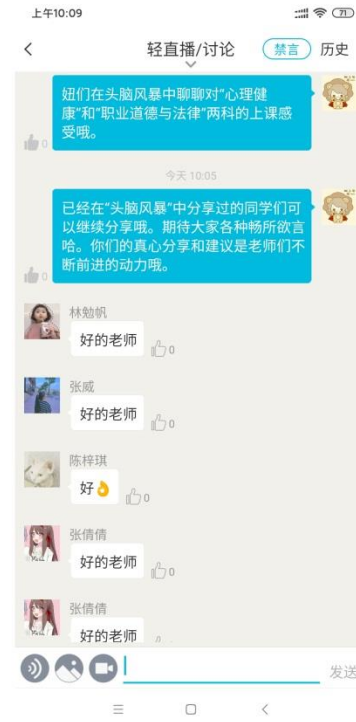 上午10:09
71
轻直播/讨论
禁言
历史
妞们在头脑风暴中聊聊对“心理健
康”和“职业道德与法律”两科的上课感
受哦。
0
今天 10:05
已经在“头脑风暴”中分享过的同学们可
以继续分享哦。期待大家各种畅所欲言
哈。你们的真心分享和建议是老师们不
断前进的动力哦。
0
林勉帆
好的老师
0
张威
好的老师
0
陈梓琪
好👌
0
张倩倩
好的老师
0
张倩倩
好的老师
发送